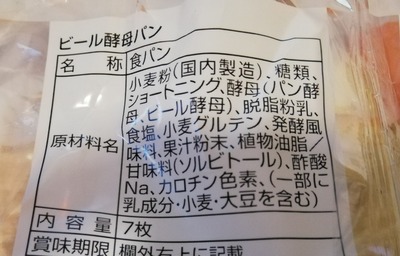 ビール酵母パン
名 称 食パン
小麦粉(国内製造)、糖類、
ショートニング、酵母(パン酵
母、ビール酵母)、脱脂粉乳、
食塩、小麦グルテン、発酵風
原材料名 味料、果汁粉末、植物油脂/
甘味料(ソルビトール)、酢酸
Na、カロチン色素、(一部に
乳成分・小麦・大豆を含む)
内 容 量 7枚
賞味期限 欄外右上に記載